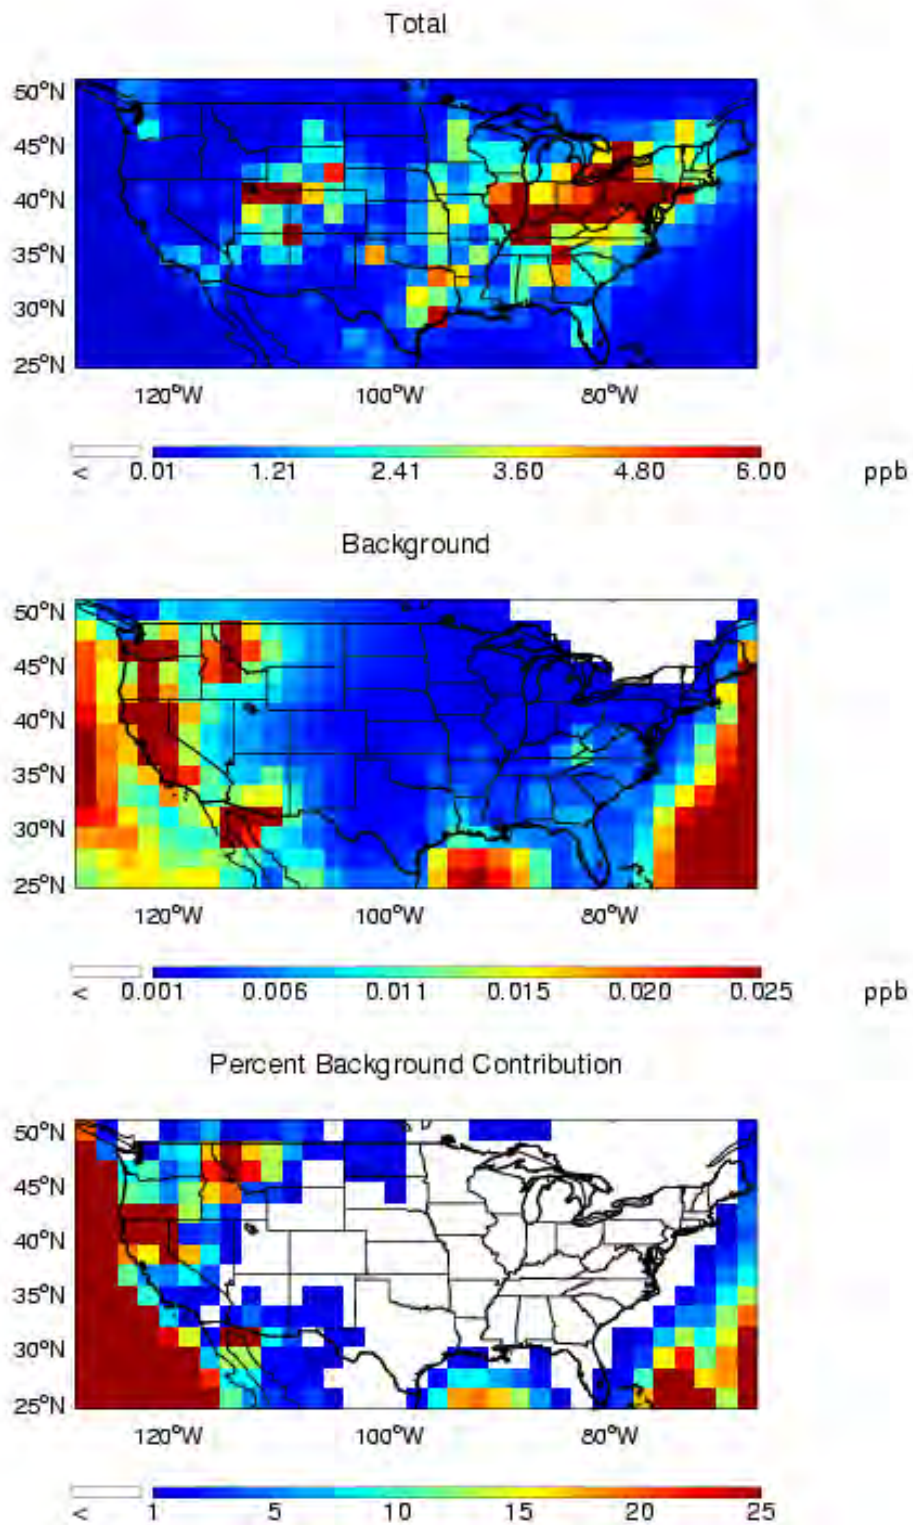 Total
50°N
45°N
40°N
35°N
30°N
25°N
120°W 100°W 80°W
< 0.01 1.21 2.41 3.60 4.80 6.00 ppb
Background
50°N
45°N
40°N
35°N
30°N
25°N
120°W 100°W 80°W
< 0.001 0.006 0.011 0.015 0.020 0.025 ppb
Percent Background Contribution
50°N
45°N
40°N
35°N
30°N
25°N
120°W 100°W 80°W
< 1 5 10 15 20 25